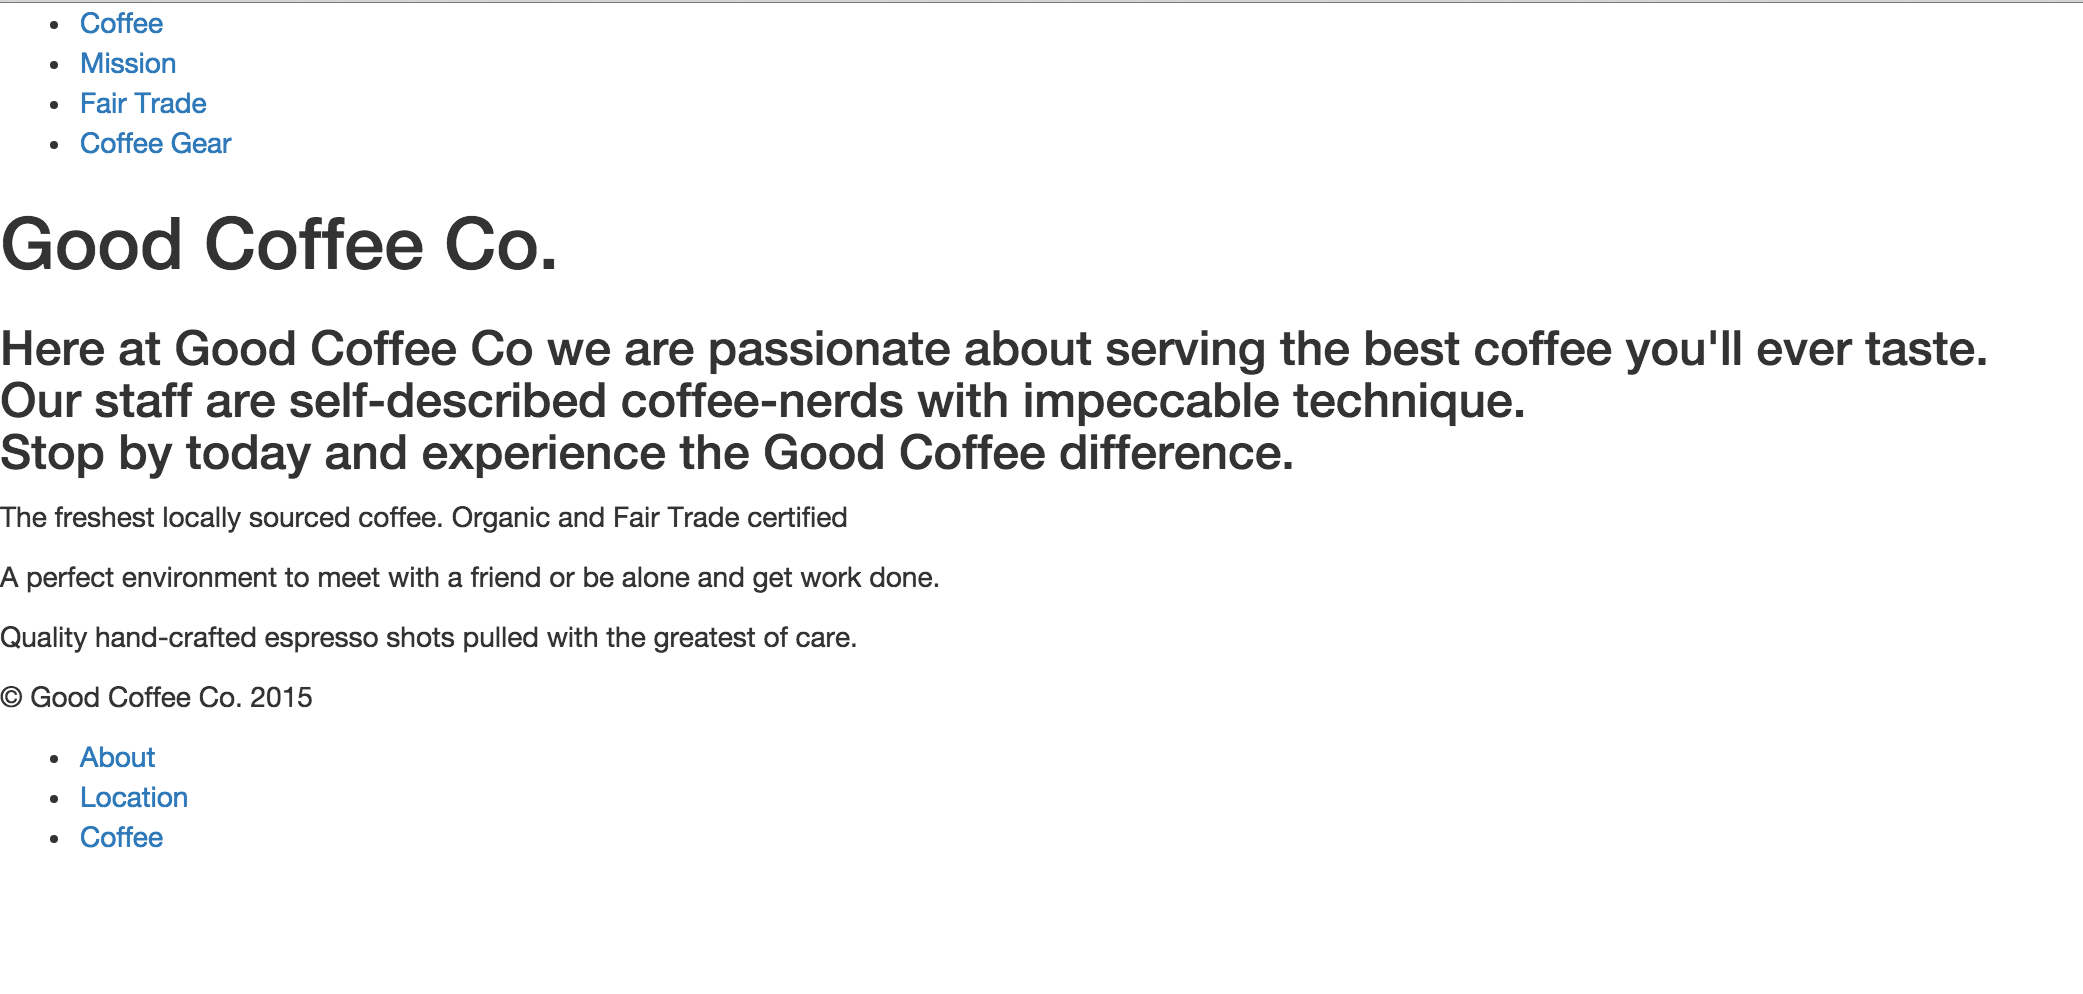 Coffee
Mission
Fair Trade
Coffee Gear
Good Coffee Co.
Here at Good Coffee Co we are passionate about serving the best coffee you'll ever taste.
Our staff are self-described coffee-nerds with impeccable technique.
Stop by today and experience the Good Coffee difference.
The freshest locally sourced coffee. Organic and Fair Trade certified
A perfect environment to meet with a friend or be alone and get work done.
Quality hand-crafted espresso shots pulled with the greatest of care.
© Good Coffee Co. 2015
About
Location
Coffee